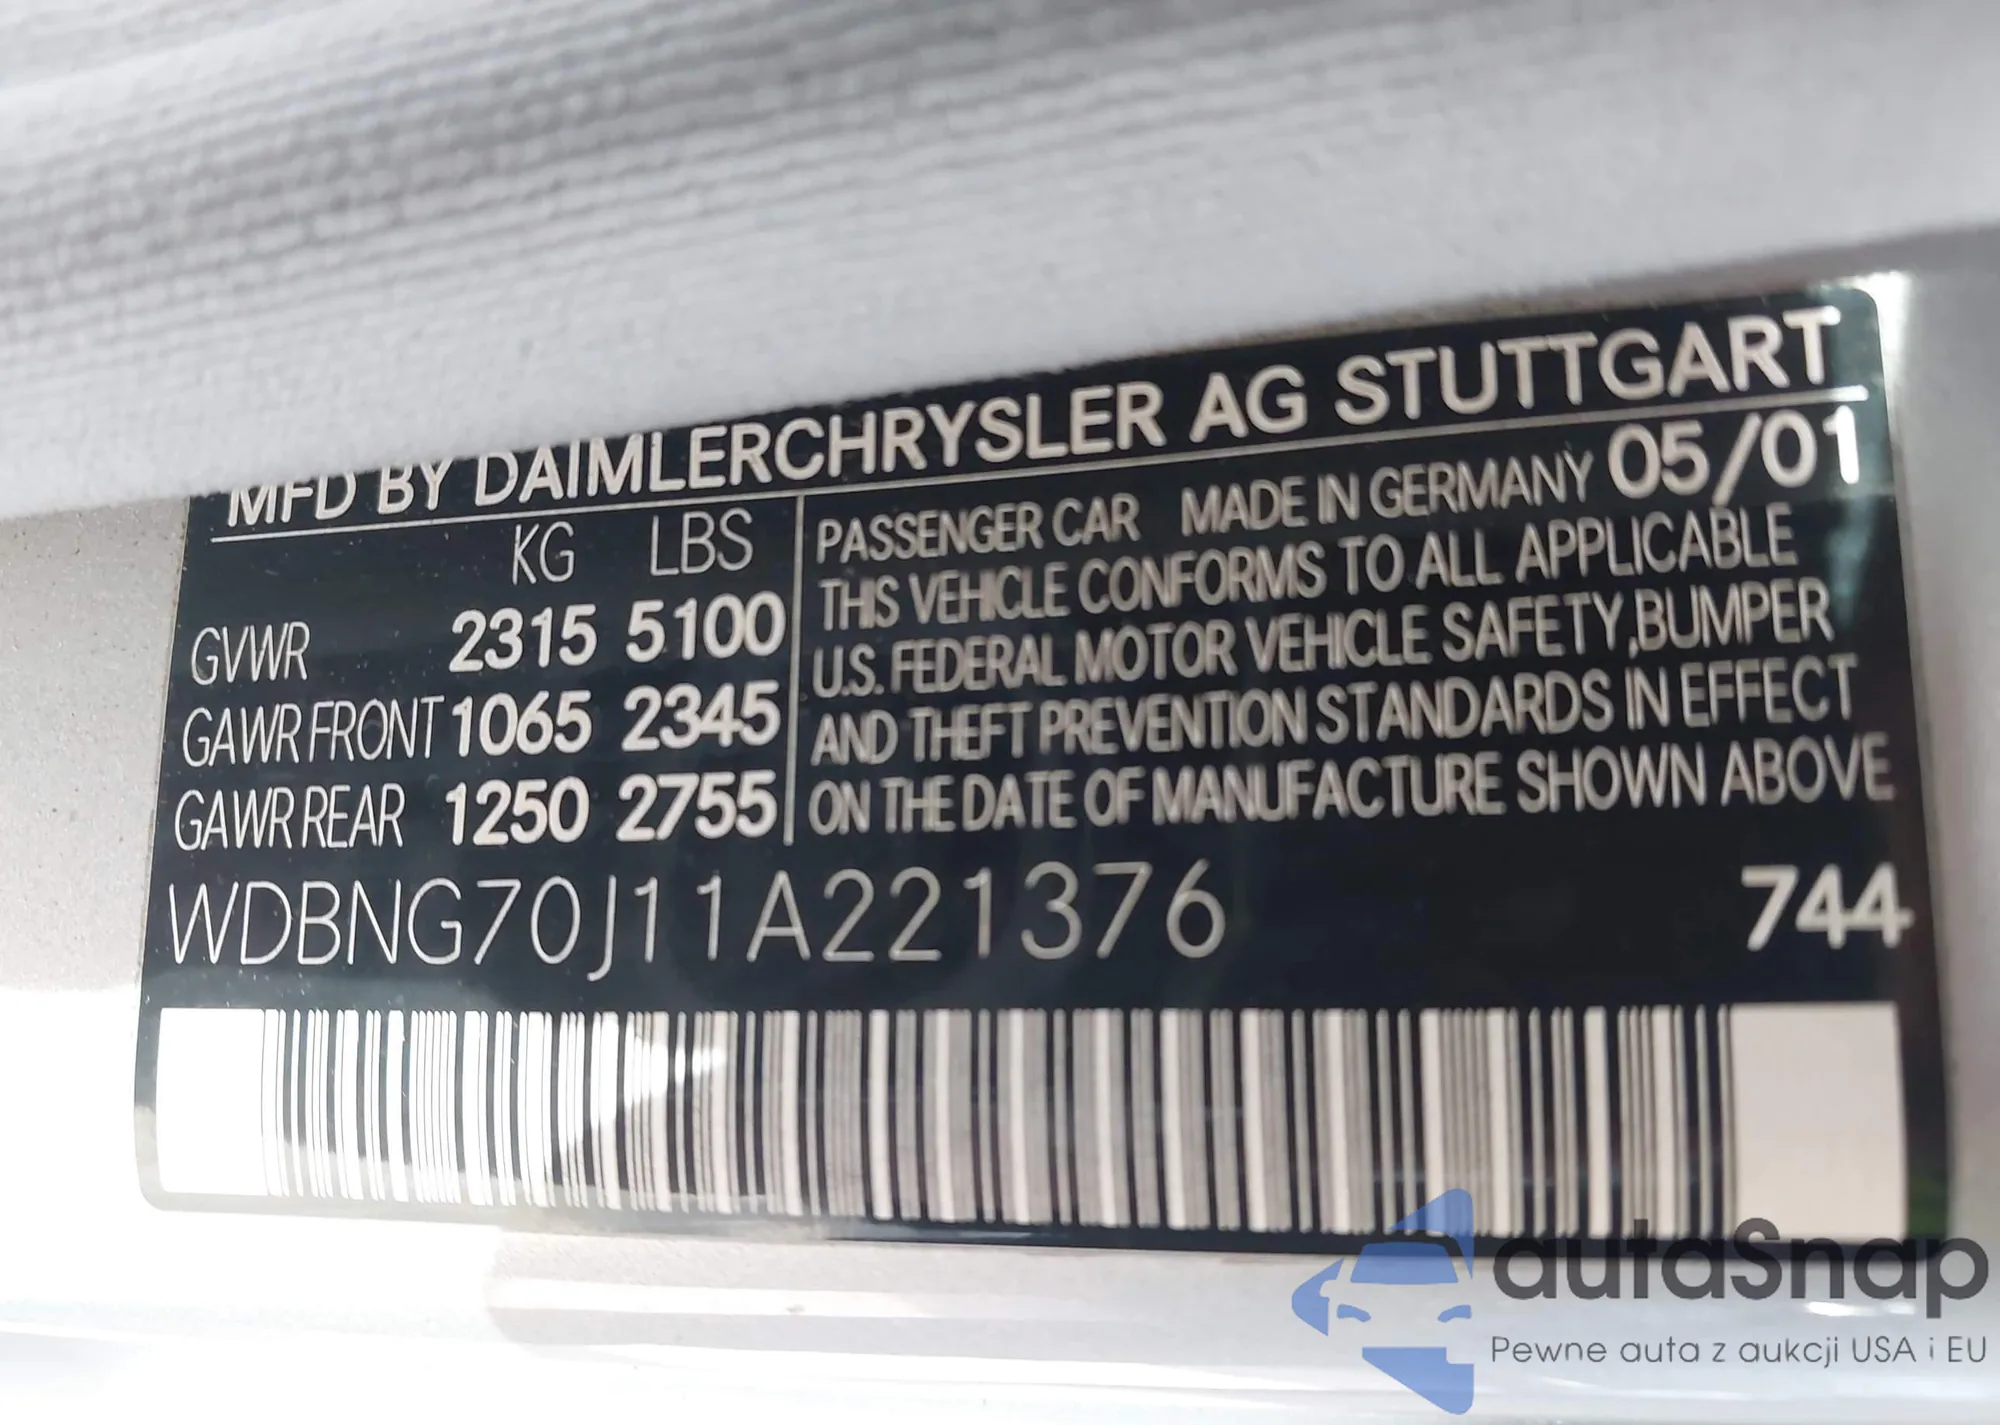 MFD BY DAIMLERCHRYSLER AG STUTTGART
KG LBS
GVWR 2315 5100
GAWR FRONT 1065 2345
GAWR REAR 1250 2755
PASSENGER CAR MADE IN GERMANY 05/01
THIS VEHICLE CONFORMS TO ALL APPLICABLE
U.S. FEDERAL MOTOR VEHICLE SAFETY,BUMPER
AND THEFT PREVENTION STANDARDS IN EFFECT
ON THE DATE OF MANUFACTURE SHOWN ABOVE
WDBNG70J11A221376 744
autaSnap
Pewne auta z aukcji USA i EU